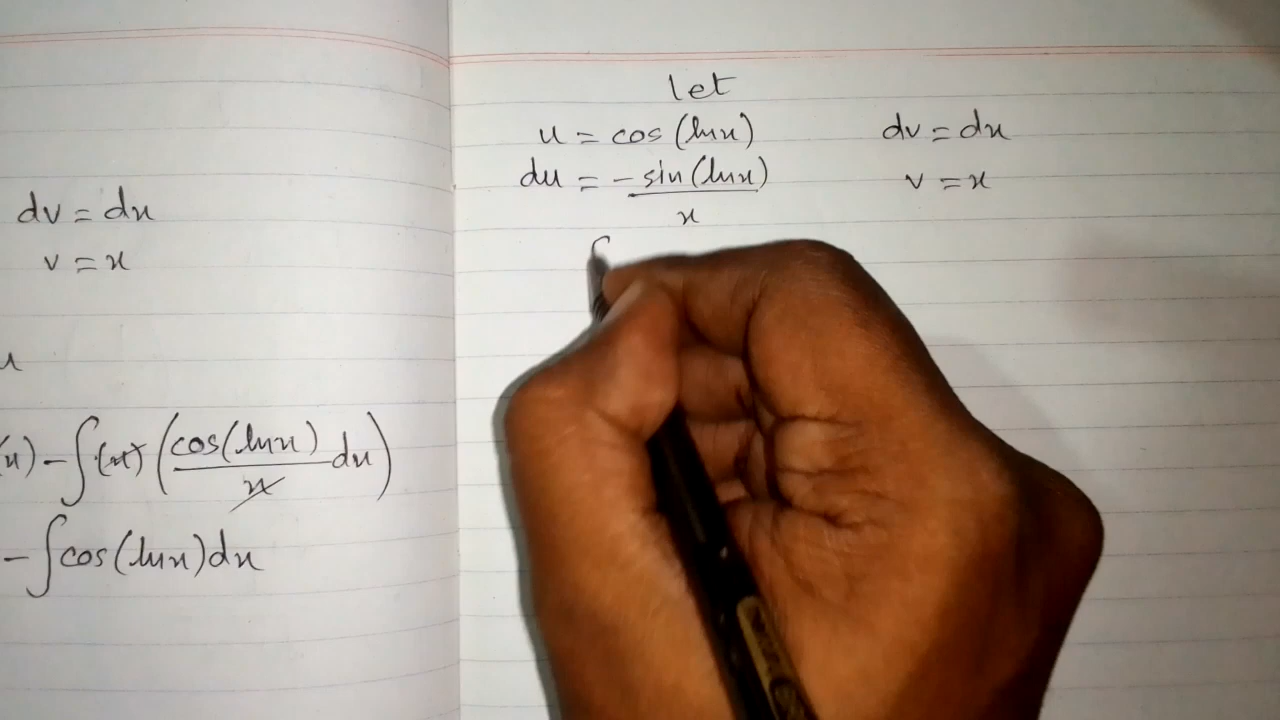 dv = dx
v = x
x) - ∫(x) (cos(lnx)/x dx)
- ∫cos(lnx)dx
let
u = cos(lnx) dv = dx
du = -sin(lnx)/x v = x
∫